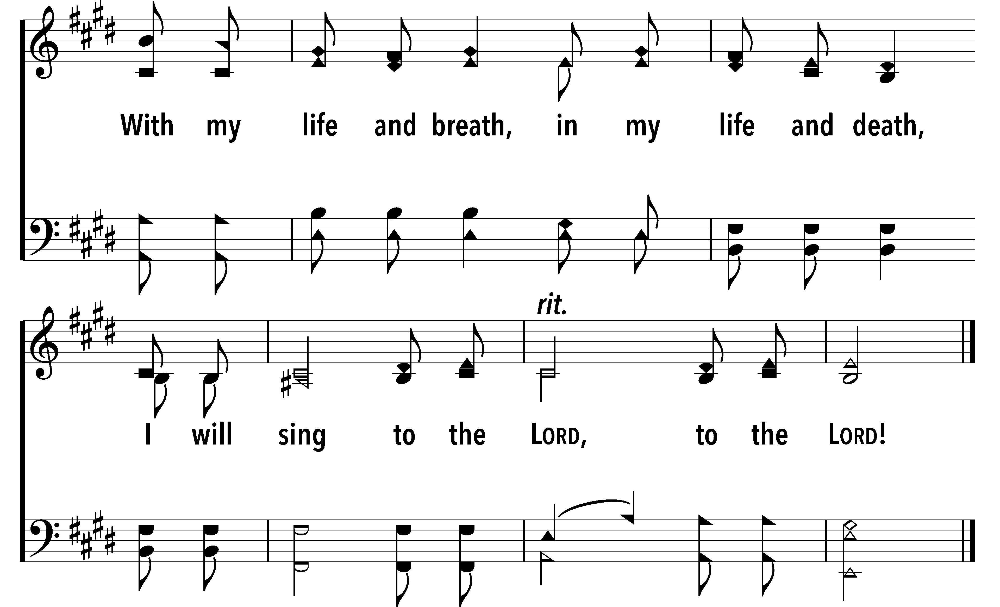 With my life and breath, in my life and death,
rit.
I will sing to the LORD, to the LORD!